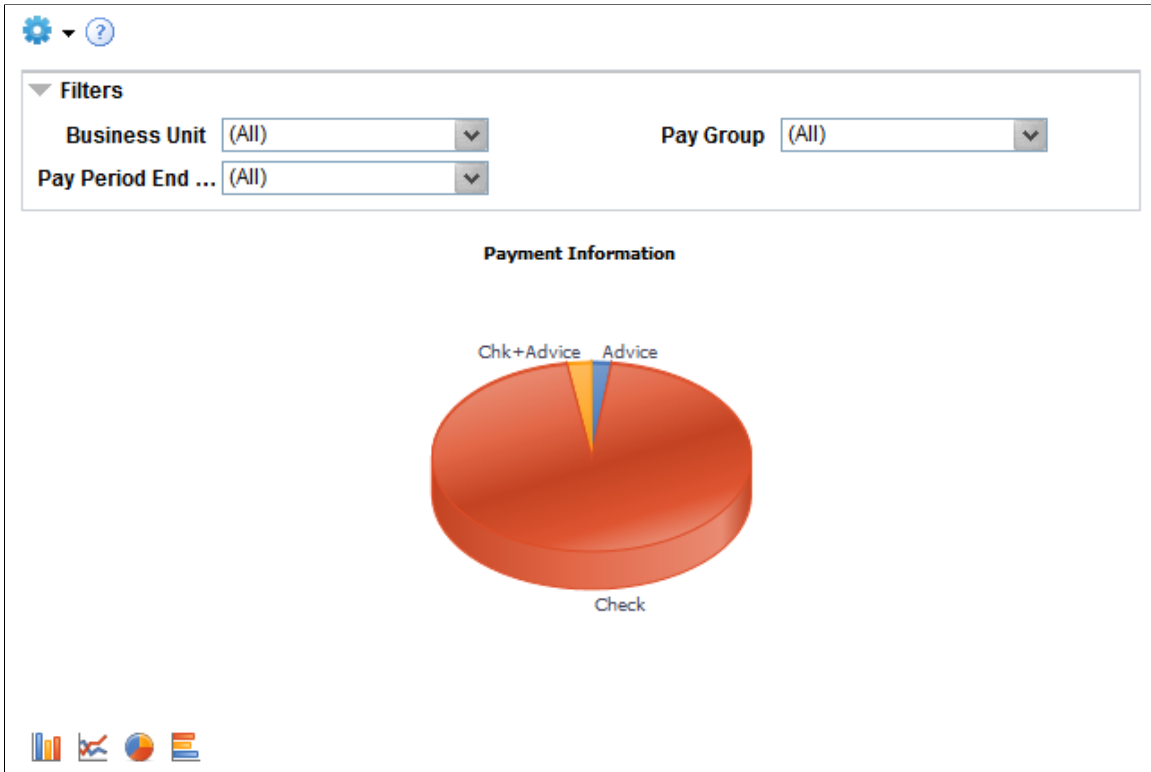 ?
Filters
Business Unit (All) Pay Group (All)
Pay Period End ... (All)
Payment Information
Chk+Advice Advice
Check